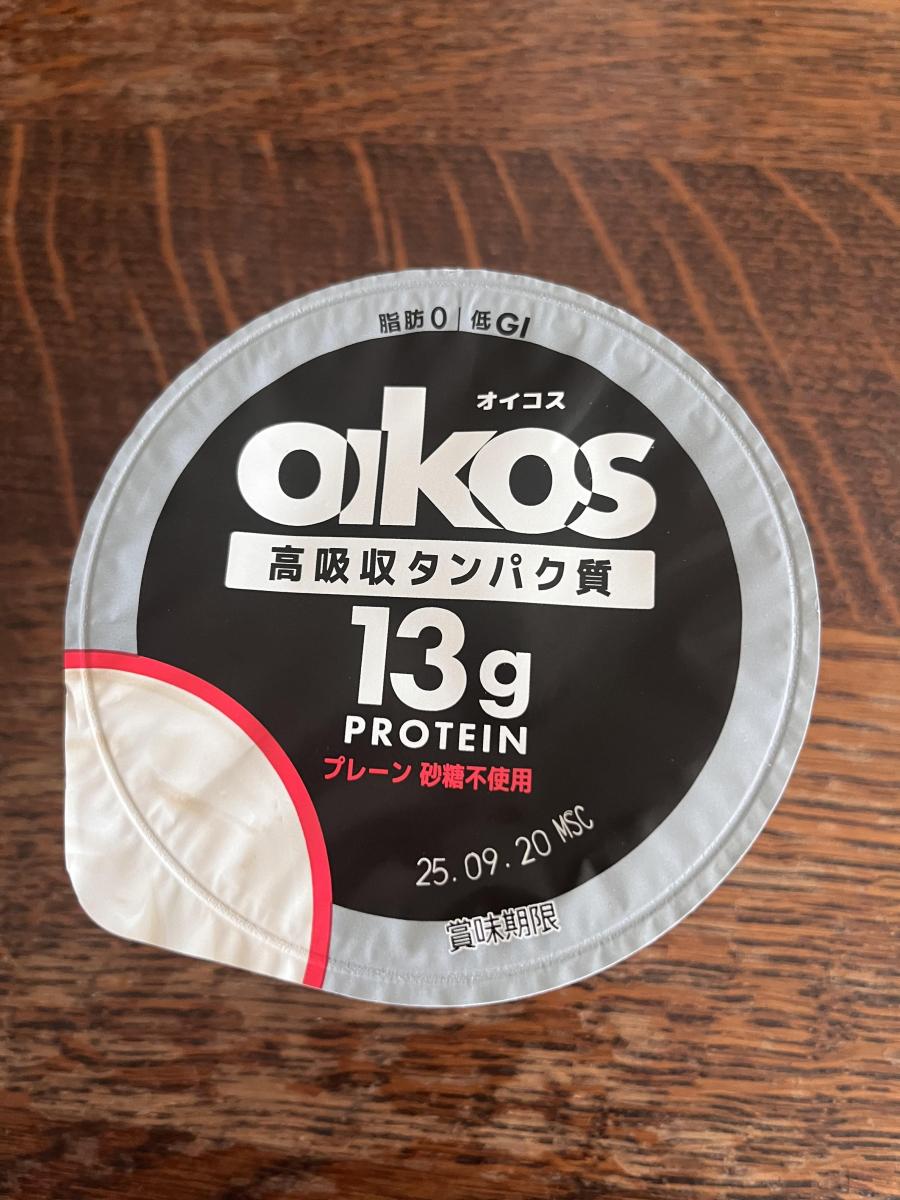 脂肪0｜低GI
オイコス
oikos
高吸収タンパク質
13g
PROTEIN
プレーン 砂糖不使用
25.09.20 MSC
賞味期限